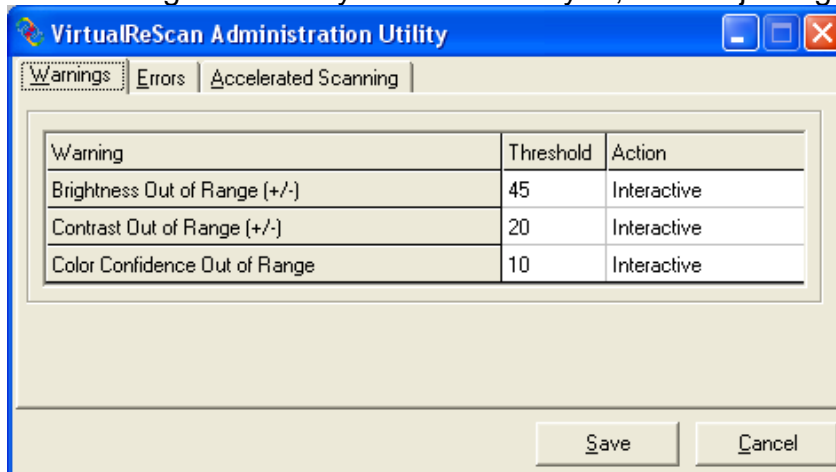 VirtualReScan Administration Utility
Warnings Errors Accelerated Scanning
Warning Threshold Action
Brightness Out of Range (+/-) 45 Interactive
Contrast Out of Range (+/-) 20 Interactive
Color Confidence Out of Range 10 Interactive
Save Cancel